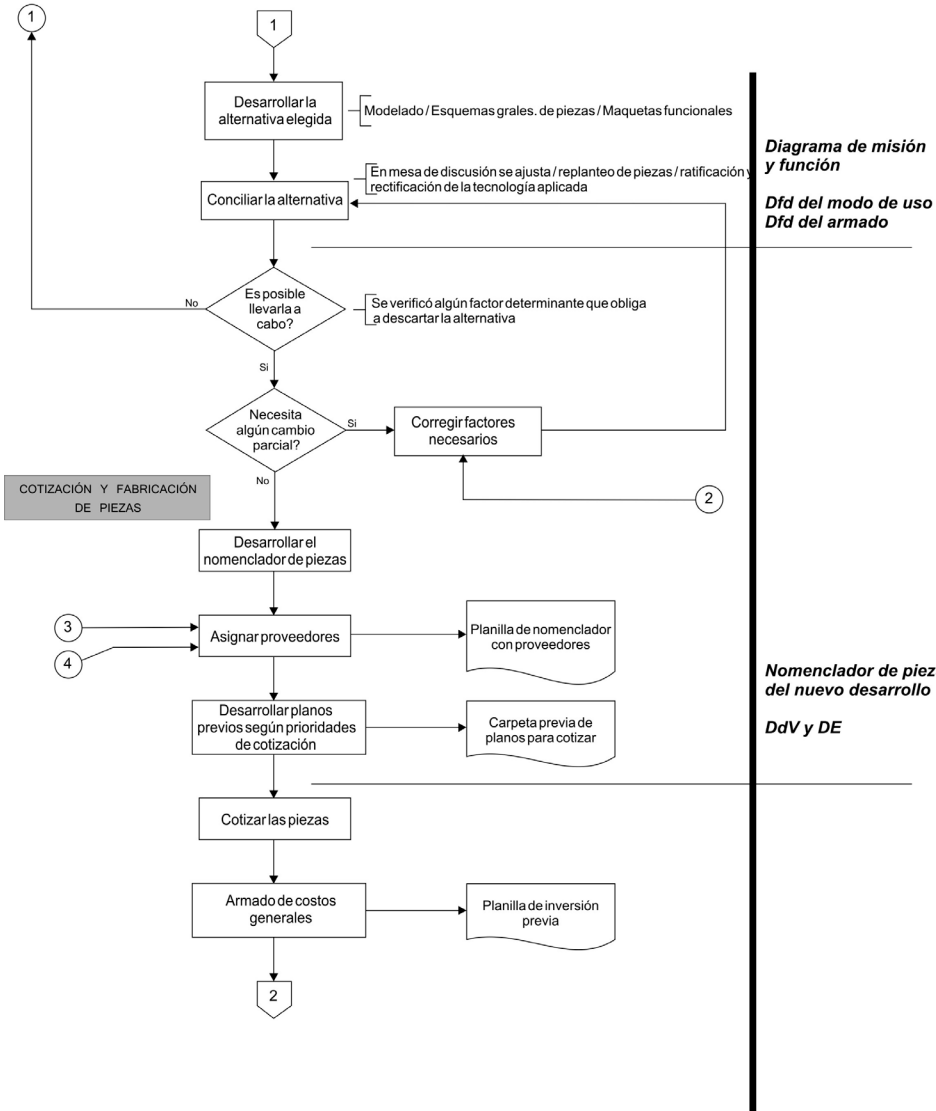 1
1
Desarrollar la
alternativa elegida
Modelado / Esquemas grales. de piezas / Maquetas funcionales
Diagrama de misión
y función
En mesa de discusión se ajusta / replanteo de piezas / ratificación y
rectificación de la tecnología aplicada
Conciliar la alternativa
Dfd del modo de uso
Dfd del armado
Es posible
llevarla a
cabo?
No
Se verificó algún factor determinante que obliga
a descartar la alternativa
Si
Necesita
algún cambio
parcial?
Si
Corregir factores
necesarios
No
COTIZACIÓN Y FABRICACIÓN
DE PIEZAS
2
Desarrollar el
nomenclador de piezas
3
Asignar proveedores
Planilla de nomenclador
con proveedores
4
Nomenclador de piez
del nuevo desarrollo
Desarrollar planos
previos según prioridades
de cotización
Carpeta previa de
planos para cotizar
DdV y DE
Cotizar las piezas
Armado de costos
generales
Planilla de inversión
previa
2